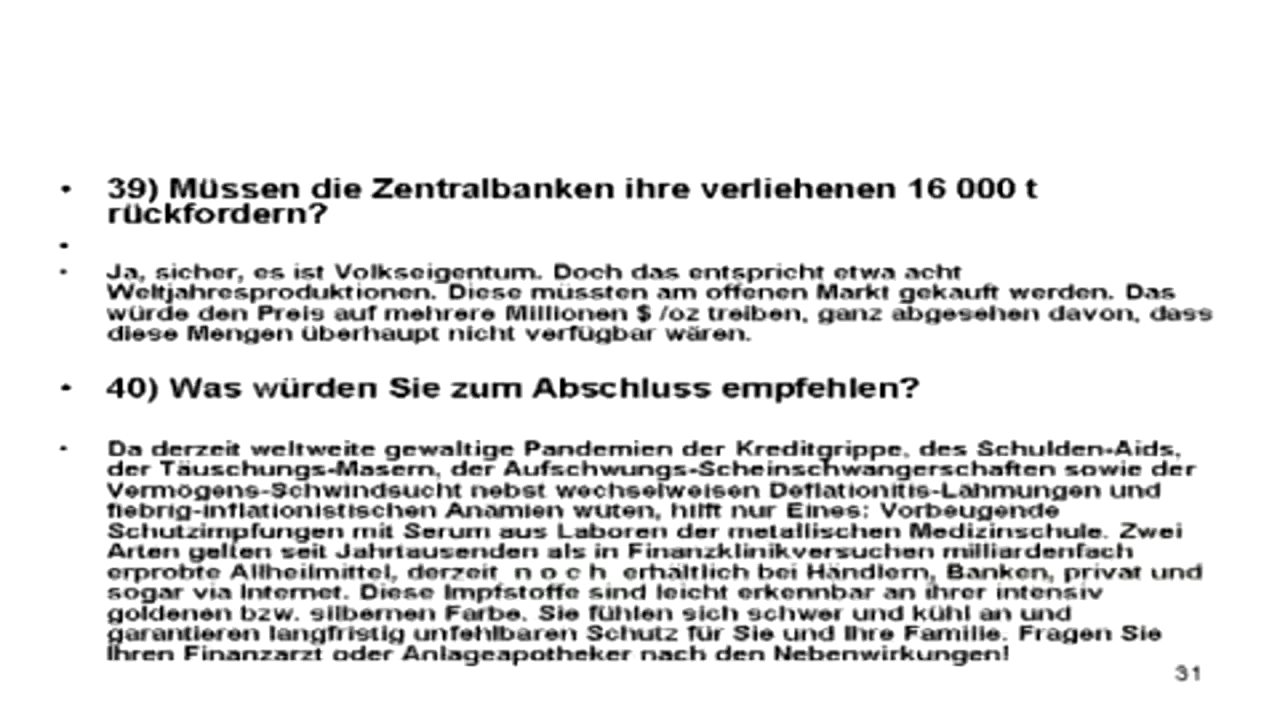 • 39) Müssen die Zentralbanken ihre verliehenen 16 000 t
rückfordern?
•
• Ja, sicher, es ist Volkseigentum. Doch das entspricht etwa acht
Weltjahresproduktionen. Diese müssten am offenen Markt gekauft werden. Das
würde den Preis auf mehrere Millionen $ /oz treiben, ganz abgesehen davon, dass
diese Mengen überhaupt nicht verfügbar wären.
• 40) Was würden Sie zum Abschluss empfehlen?
• Da derzeit weltweite gewaltige Pandemien der Kreditgrippe, des Schulden-Aids,
der Täuschungs-Masern, der Aufschwungs-Scheinschwangerschaften sowie der
Vermögens-Schwindsucht nebst wechselweisen Deflationitis-Lähmungen und
fiebrig-inflationistischen Anämien wüten, hilft nur Eines: Vorbeugende
Schutzimpfungen mit Serum aus Laboren der metallischen Medizinschule. Zwei
Arten gelten seit Jahrtausenden als in Finanzklinikversuchen milliardenfach
erprobte Allheilmittel, derzeit n o c h erhältlich bei Händlern, Banken, privat und
sogar via Internet. Diese Impfstoffe sind leicht erkennbar an ihrer intensiv
goldenen bzw. silbernen Farbe. Sie fühlen sich schwer und kühl an und
garantieren langfristig unfehlbaren Schutz für Sie und Ihre Familie. Fragen Sie
Ihren Finanzarzt oder Anlageapotheker nach den Nebenwirkungen!
31